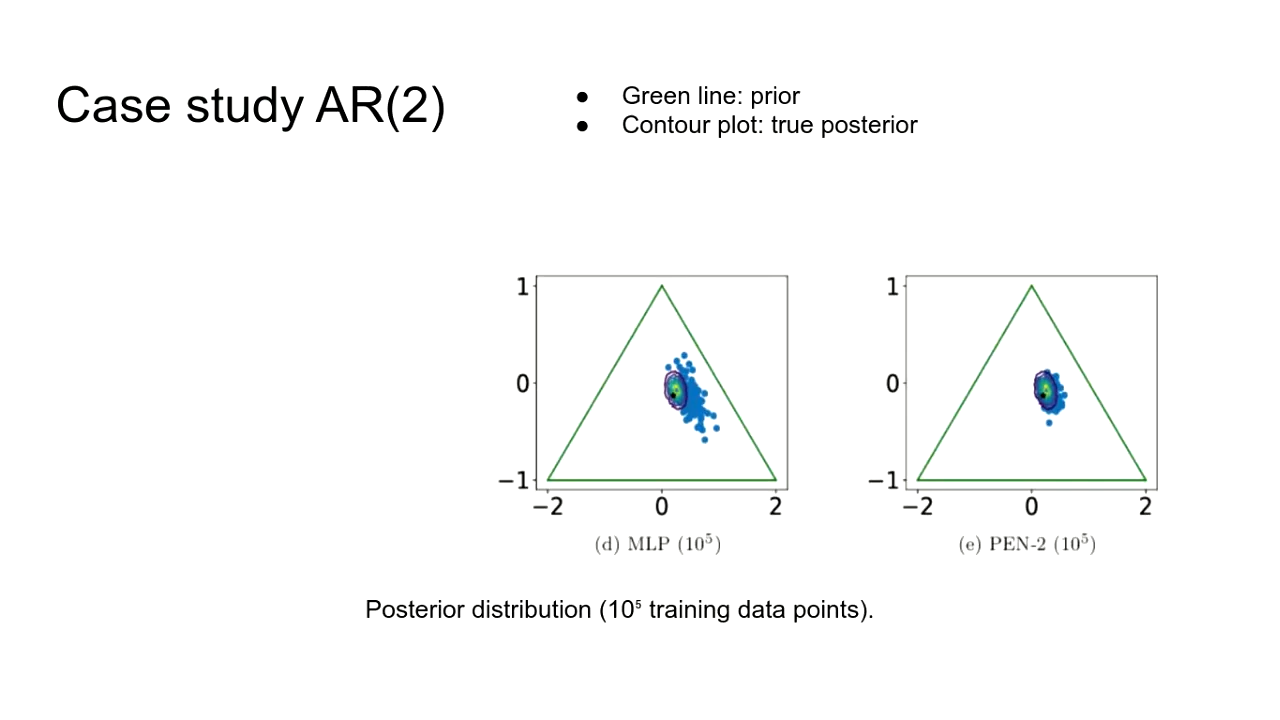 Case study AR(2)
● Green line: prior
● Contour plot: true posterior
1
0
−1
−2 0 2
(d) MLP (10⁵)
1
0
−1
−2 0 2
(e) PEN-2 (10⁵)
Posterior distribution (10⁵ training data points).